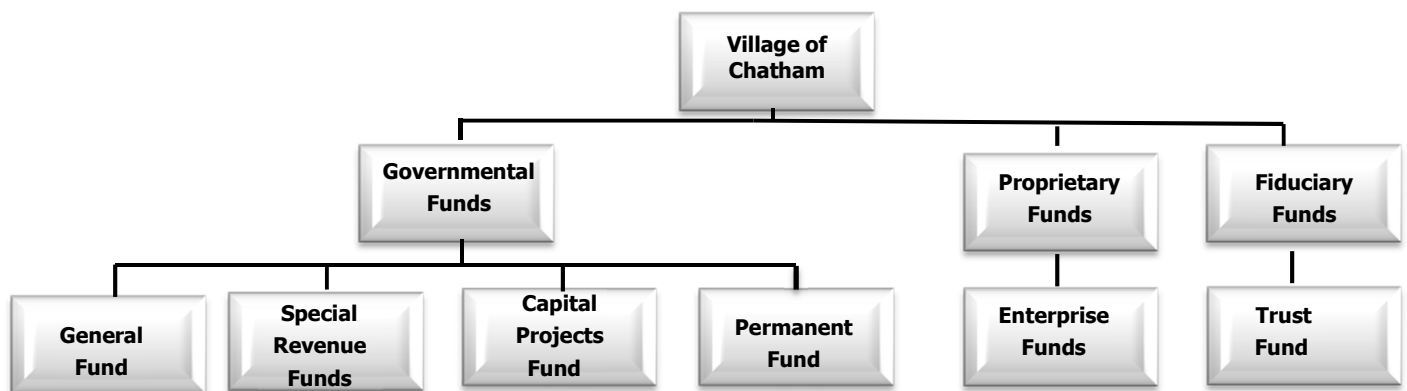 Village of
Chatham
Governmental
Funds
Proprietary
Funds
Fiduciary
Funds
General
Fund
Special
Revenue
Funds
Capital
Projects
Fund
Permanent
Fund
Enterprise
Funds
Trust
Fund